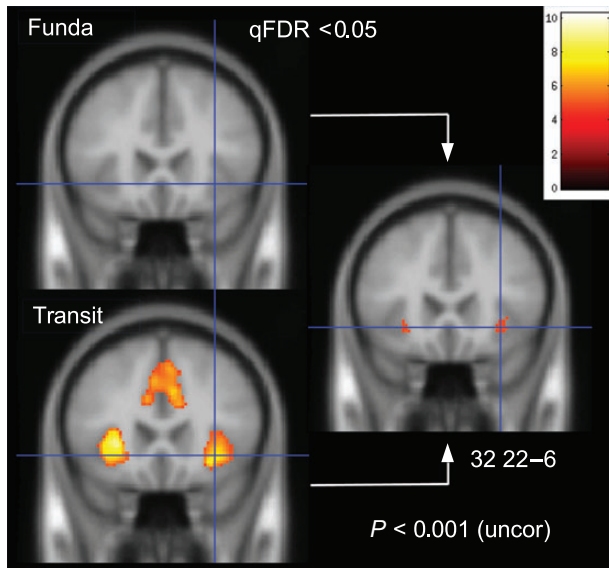 Funda
qFDR <0.05
10
8
6
4
2
0
Transit
32 22–6
P < 0.001 (uncor)